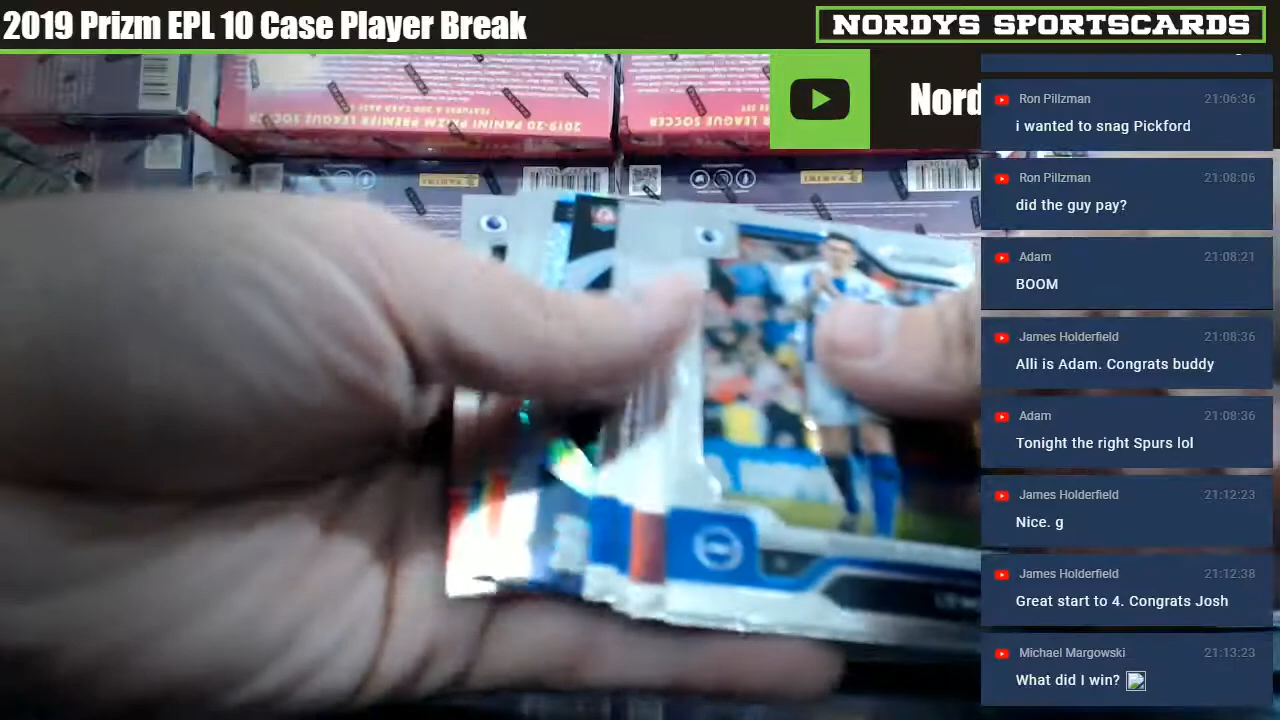 2019 Prizm EPL 10 Case Player Break
NORDYS SPORTSCARDS
Nord
2019-20 PANINI PRIZM PREMIER LEAGUE SOCCER
LEAGUE SOCCER
PANINI
PANINI
Ron Pillzman 21:06:36
i wanted to snag Pickford
Ron Pillzman 21:08:06
did the guy pay?
Adam 21:08:21
BOOM
James Holderfield 21:08:36
Alli is Adam. Congrats buddy
Adam 21:08:36
Tonight the right Spurs lol
James Holderfield 21:12:23
Nice. g
James Holderfield 21:12:38
Great start to 4. Congrats Josh
Michael Margowski 21:13:23
What did I win?